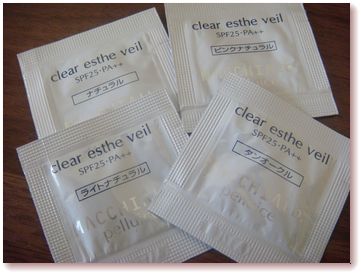 clear esthe veil
SPF25・PA++
ナチュラル
clear esthe veil
SPF25・PA++
ピンクナチュラル
clear esthe veil
SPF25・PA++
ライトナチュラル
MACCHI
pellu
clear esthe veil
SPF25・PA++
タンオークル